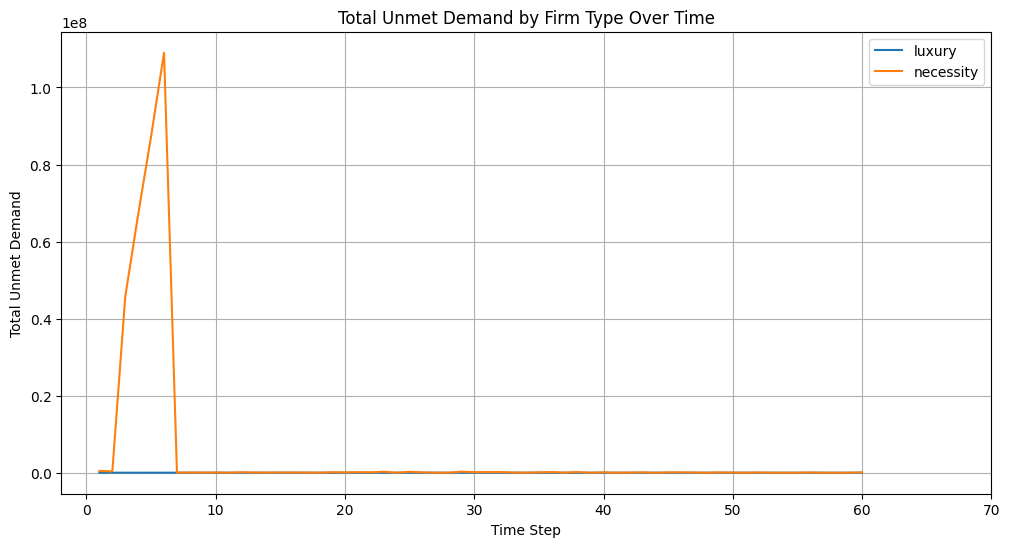 Total Unmet Demand by Firm Type Over Time
1e8
luxury
necessity
1.0
0.8
0.6
0.4
0.2
0.0
Total Unmet Demand
0 10 20 30 40 50 60 70
Time Step